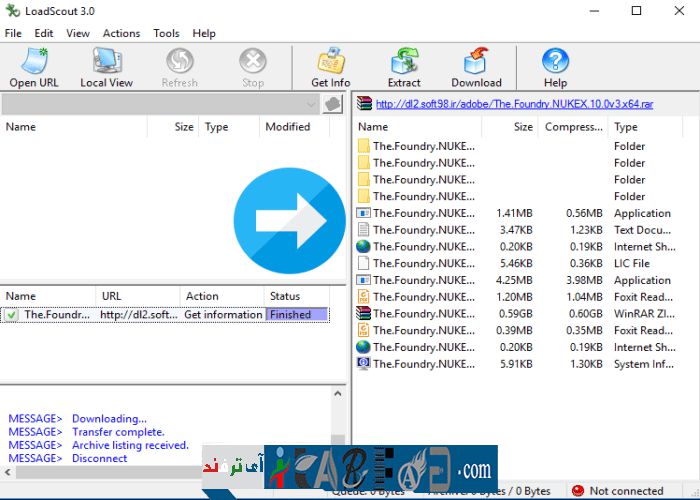 LoadScout 3.0
File Edit View Actions Tools Help
Open URL Local View Refresh Stop Get Info Extract Download Help
Name Size Type Modified
http://dl2.soft98.ir/adobe/The.Foundry.NUKEX.10.0v3.x64.rar
Name Size Compress... Type
The.Foundry.NUKE... Folder
The.Foundry.NUKE... Folder
The.Foundry.NUKE... Folder
The.Foundry.NUKE... Folder
The.Foundry.NUKE... 1.41MB 0.56MB Application
The.Foundry.NUKE... 3.47KB 1.23KB Text Docu...
The.Foundry.NUKE... 0.20KB 0.19KB Internet Sh...
The.Foundry.NUKE... 5.46KB 0.36KB LIC File
The.Foundry.NUKE... 4.25MB 3.98MB Application
The.Foundry.NUKE... 1.20MB 1.04MB Foxit Read...
The.Foundry.NUKE... 0.59GB 0.60GB WinRAR ZI...
The.Foundry.NUKE... 0.39MB 0.35MB Foxit Read...
The.Foundry.NUKE... 0.20KB 0.19KB Internet Sh...
The.Foundry.NUKE... 5.91KB 1.30KB System Inf...
Name URL Action Status
The.Foundr... http://dl2.soft... Get information Finished
MESSAGE> Downloading...
MESSAGE> Transfer complete.
MESSAGE> Archive listing received.
MESSAGE> Disconnect
آی ترفند
.com
Queue: 0 Bytes Archive: 0 Bytes / 0 Bytes Not connected